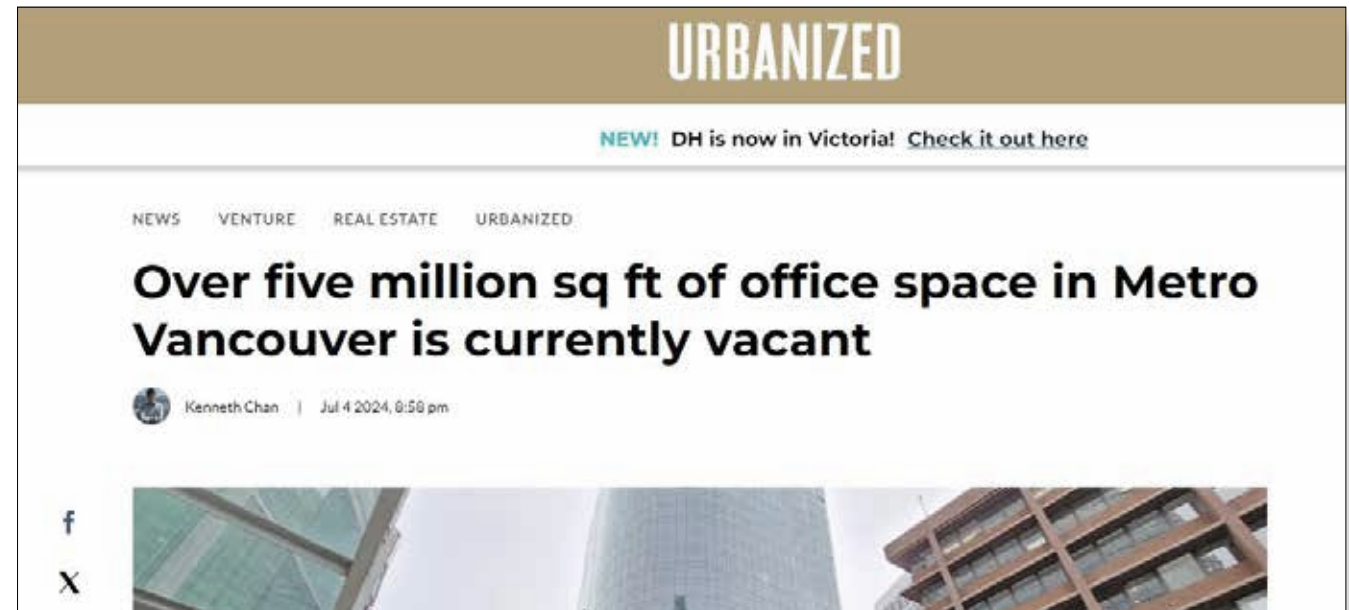 URBANIZED
NEW! DH is now in Victoria! Check it out here
NEWS VENTURE REAL ESTATE URBANIZED
Over five million sq ft of office space in Metro
Vancouver is currently vacant
Kenneth Chan | Jul 4 2024, 8:58 pm
f
X